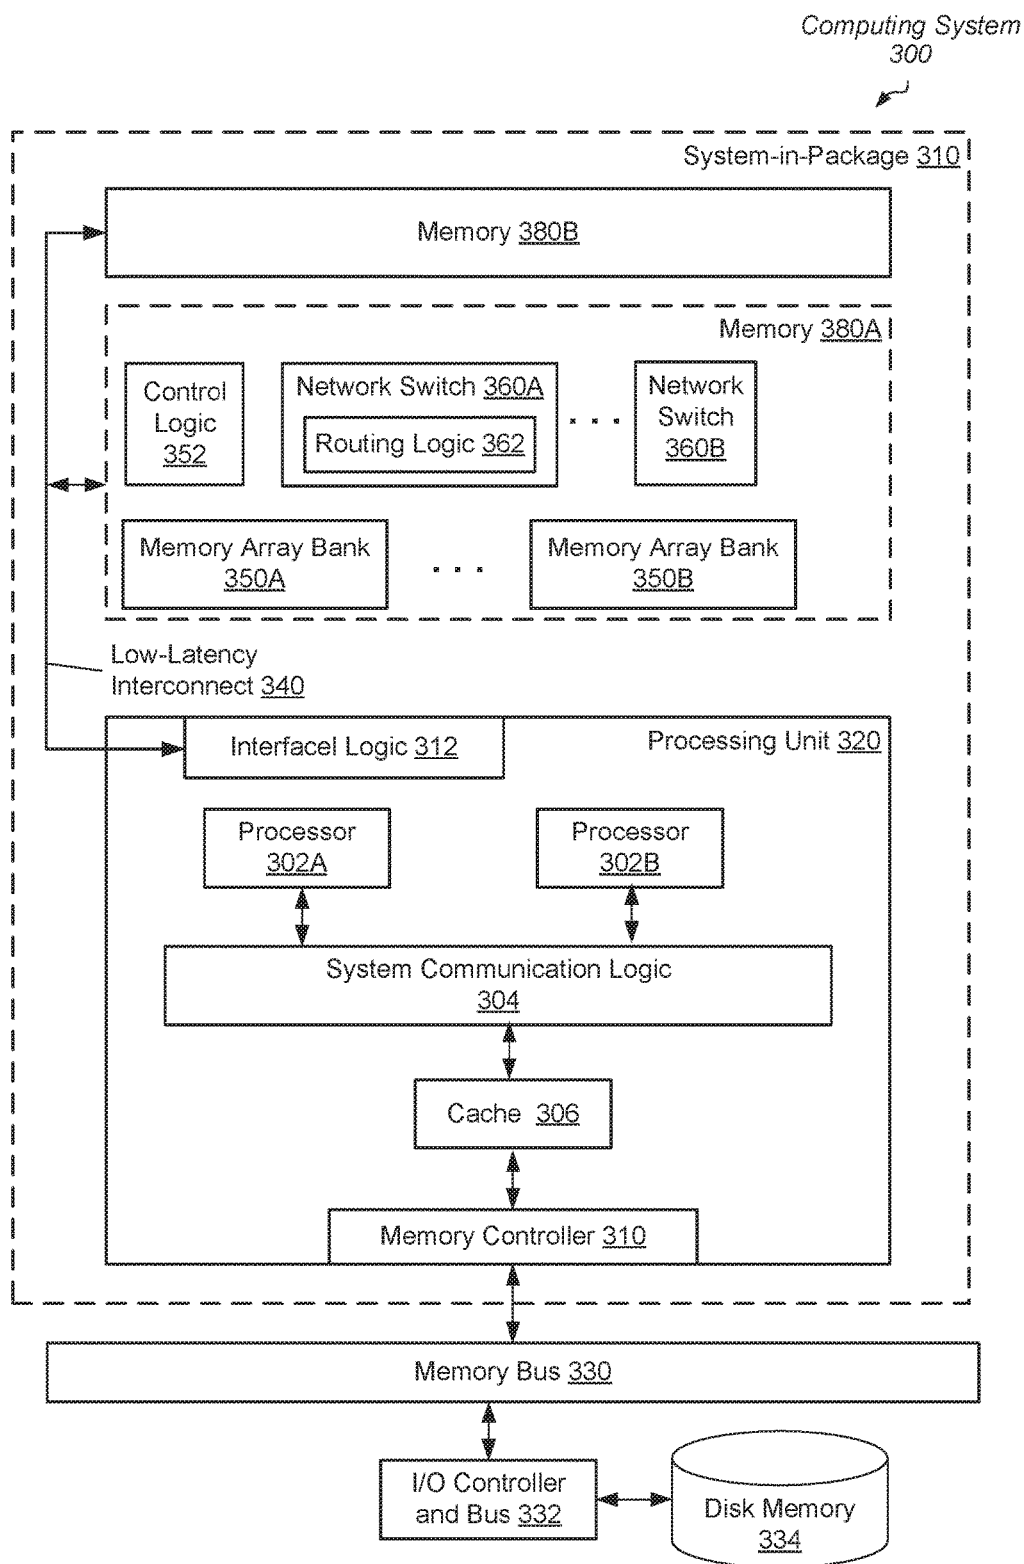 Computing System
300
System-in-Package 310
Memory 380B
Memory 380A
Control
Logic
352
Network Switch 360A
Routing Logic 362
. . .
Network
Switch
360B
Memory Array Bank
350A
. . .
Memory Array Bank
350B
Low-Latency
Interconnect 340
Interfacel Logic 312
Processing Unit 320
Processor
302A
Processor
302B
System Communication Logic
304
Cache 306
Memory Controller 310
Memory Bus 330
I/O Controller
and Bus 332
Disk Memory
334